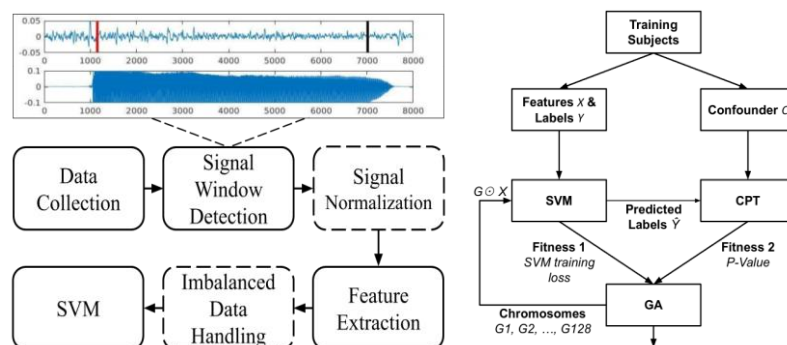 0.05
0
-0.05
0 1000 2000 3000 4000 5000 6000 7000 8000
0.1
0
-0.1
0 1000 2000 3000 4000 5000 6000 7000 8000
Data
Collection
Signal
Window
Detection
Signal
Normalization
SVM
Imbalanced
Data
Handling
Feature
Extraction
Training
Subjects
Features X &
Labels Y
Confounder C
G ⊙ X
SVM
Predicted
Labels Ŷ
CPT
Fitness 1
SVM training
loss
Fitness 2
P-Value
GA
Chromosomes
G1, G2, …, G128